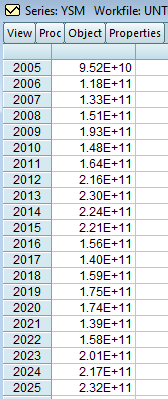 Series: YSM Workfile: UNT
View Proc Object Properties
2005 9.52E+10
2006 1.18E+11
2007 1.33E+11
2008 1.51E+11
2009 1.93E+11
2010 1.48E+11
2011 1.64E+11
2012 2.16E+11
2013 2.30E+11
2014 2.24E+11
2015 2.21E+11
2016 1.56E+11
2017 1.40E+11
2018 1.59E+11
2019 1.75E+11
2020 1.74E+11
2021 1.39E+11
2022 1.58E+11
2023 2.01E+11
2024 2.17E+11
2025 2.32E+11